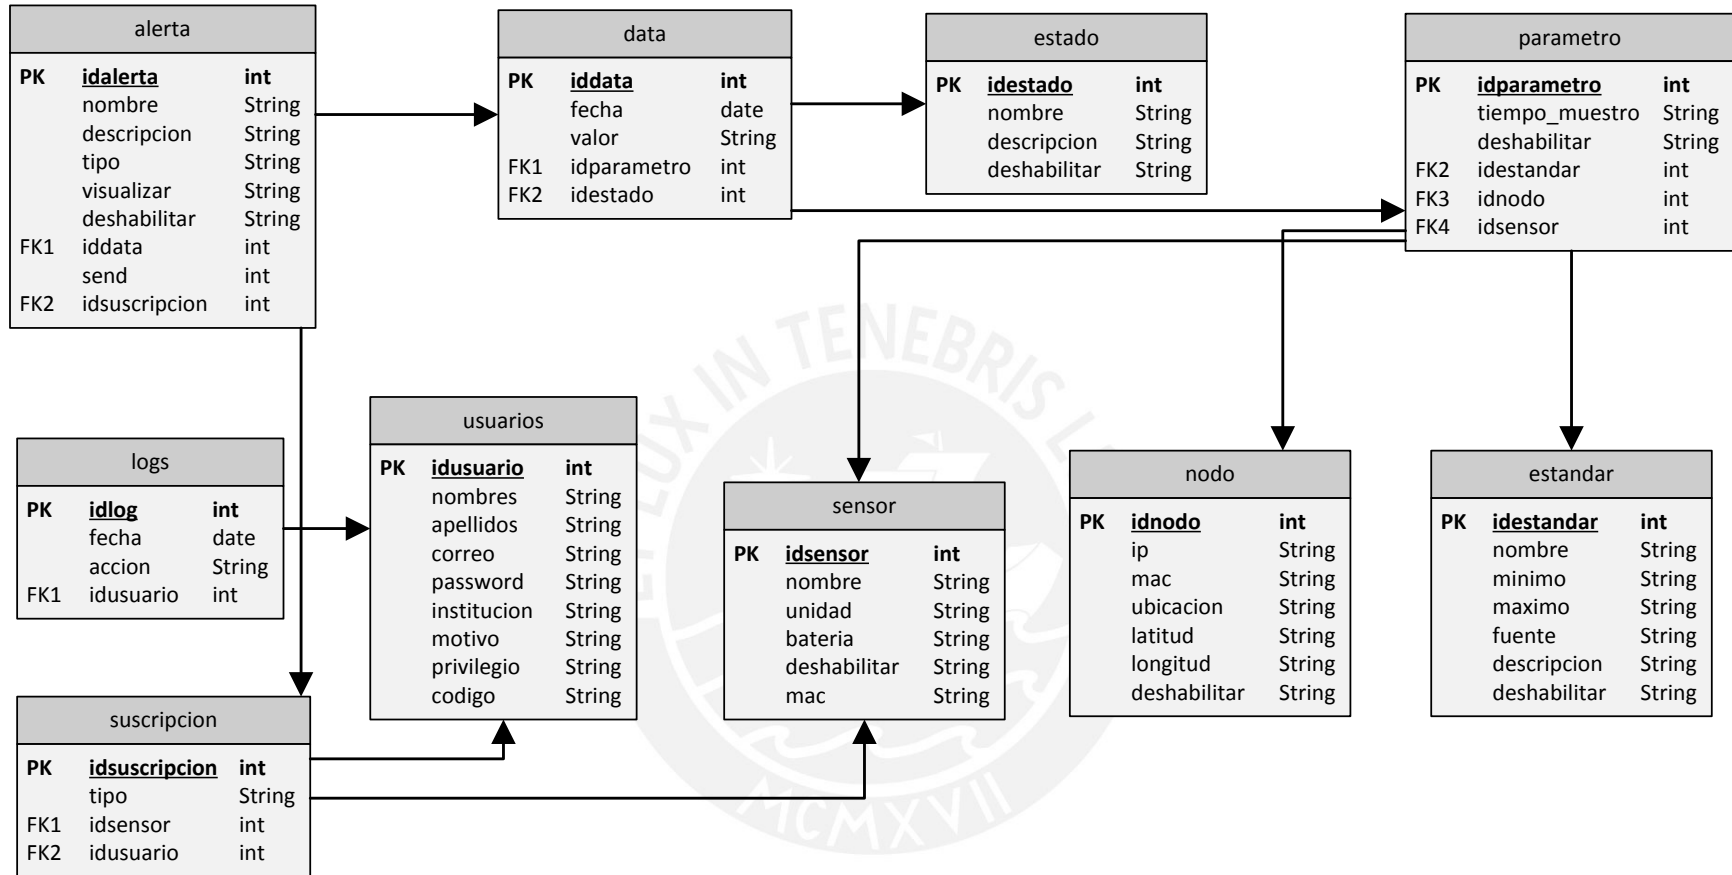 alerta
PK idalerta int
nombre String
descripcion String
tipo String
visualizar String
deshabilitar String
FK1 iddata int
send int
FK2 idsuscripcion int
data
PK iddata int
fecha date
valor String
FK1 idparametro int
FK2 idestado int
estado
PK idestado int
nombre String
descripcion String
deshabilitar String
parametro
PK idparametro int
tiempo_muestro String
deshabilitar String
FK2 idestandar int
FK3 idnodo int
FK4 idsensor int
logs
PK idlog int
fecha date
accion String
FK1 idusuario int
usuarios
PK idusuario int
nombres String
apellidos String
correo String
password String
institucion String
motivo String
privilegio String
codigo String
sensor
PK idsensor int
nombre String
unidad String
bateria String
deshabilitar String
mac String
nodo
PK idnodo int
ip String
mac String
ubicacion String
latitud String
longitud String
deshabilitar String
estandar
PK idestandar int
nombre String
minimo String
maximo String
fuente String
descripcion String
deshabilitar String
suscripcion
PK idsuscripcion int
tipo String
FK1 idsensor int
FK2 idusuario int
LUX IN TENEBRIS
MCMXVII